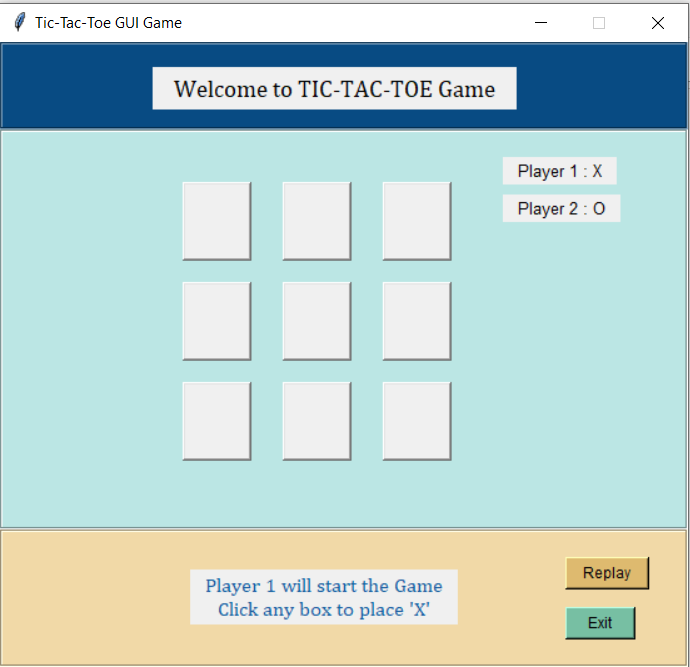 Tic-Tac-Toe GUI Game
Welcome to TIC-TAC-TOE Game
Player 1 : X
Player 2 : O
Player 1 will start the Game
Click any box to place 'X'
Replay
Exit